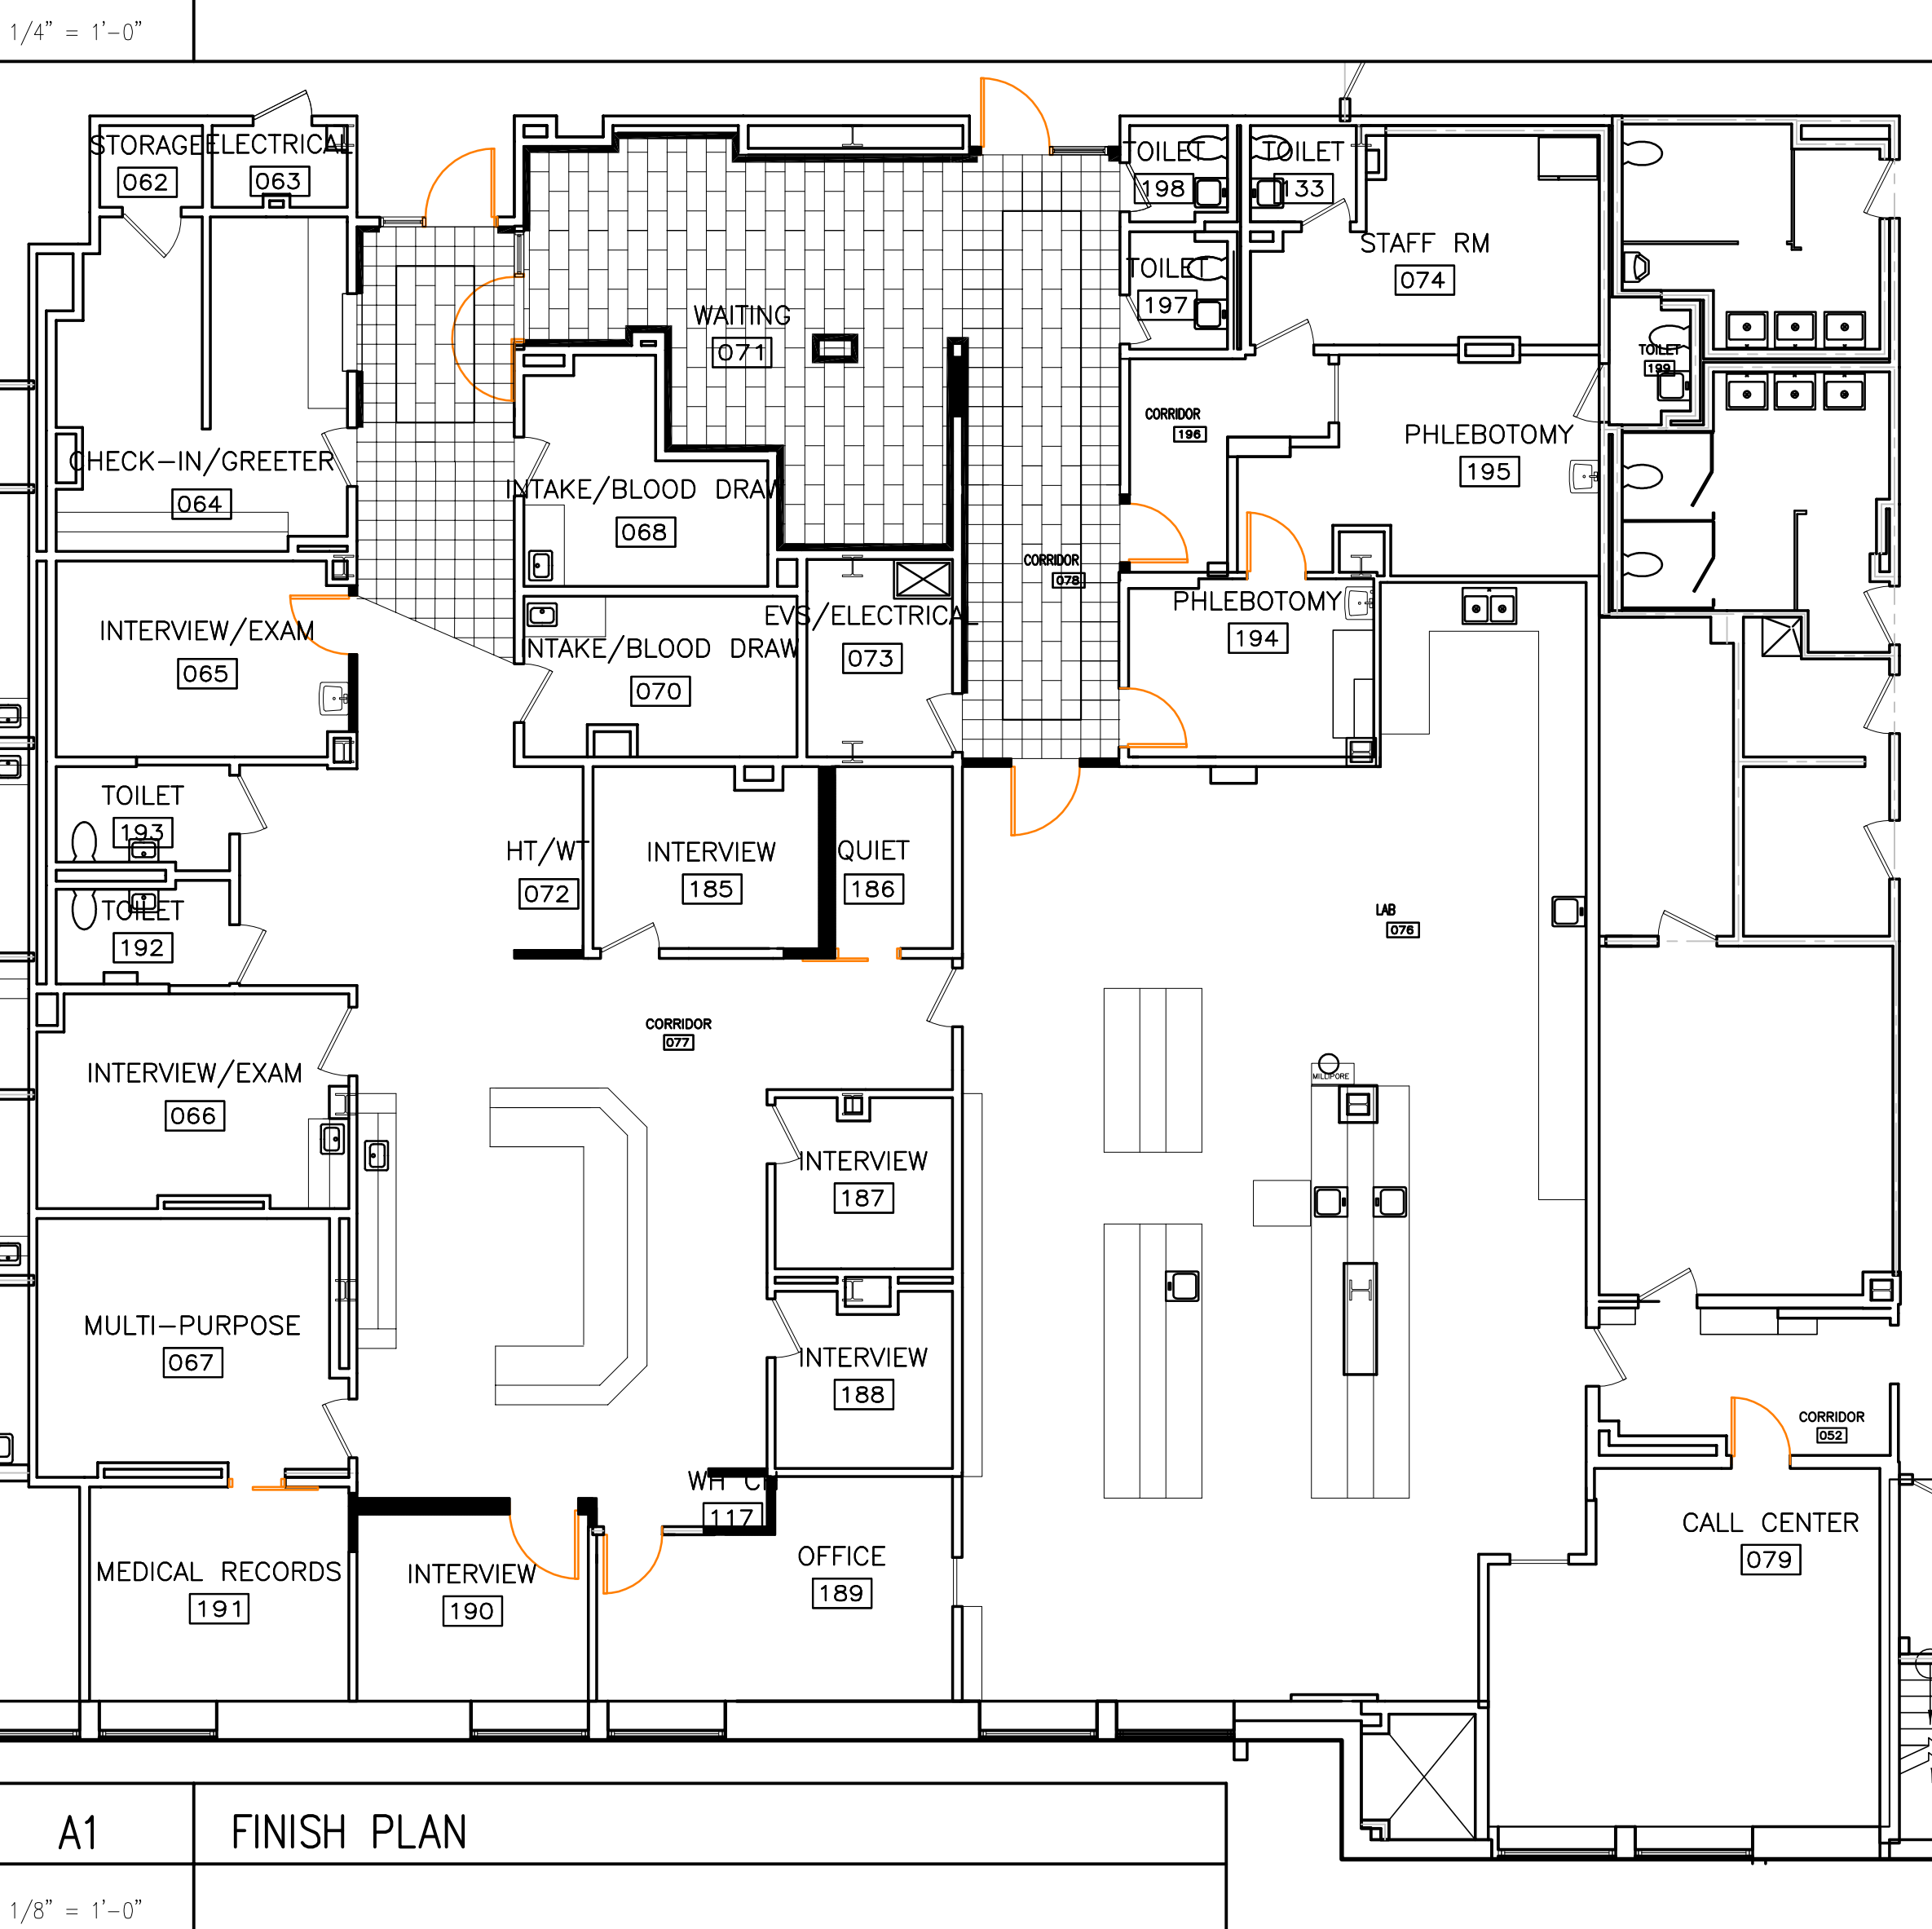 1/4" = 1'-0"
STORAGE
062
ELECTRICAL
063
TOILET
198
TOILET
133
STAFF RM
074
TOILET
197
WAITING
071
TOILET
199
CORRIDOR
196
PHLEBOTOMY
195
CHECK-IN/GREETER
064
INTAKE/BLOOD DRAW
068
CORRIDOR
078
PHLEBOTOMY
194
INTERVIEW/EXAM
065
INTAKE/BLOOD DRAW
070
EVS/ELECTRICAL
073
TOILET
193
HT/WT
072
INTERVIEW
185
QUIET
186
TOILET
192
LAB
076
CORRIDOR
077
INTERVIEW/EXAM
066
MILLIPORE
INTERVIEW
187
MULTI-PURPOSE
067
INTERVIEW
188
CORRIDOR
052
WH CH
117
CALL CENTER
079
MEDICAL RECORDS
191
INTERVIEW
190
OFFICE
189
A1
FINISH PLAN
1/8" = 1'-0"